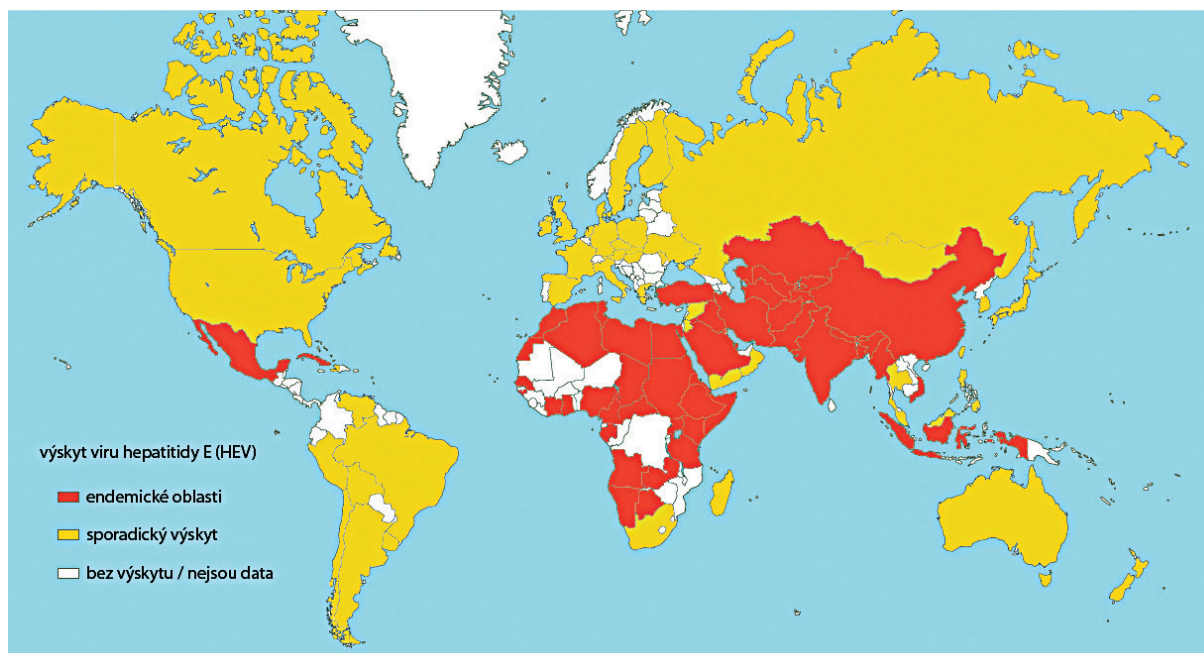 výskyt viru hepatitidy E (HEV)
endemické oblasti
sporadický výskyt
bez výskytu / nejsou data